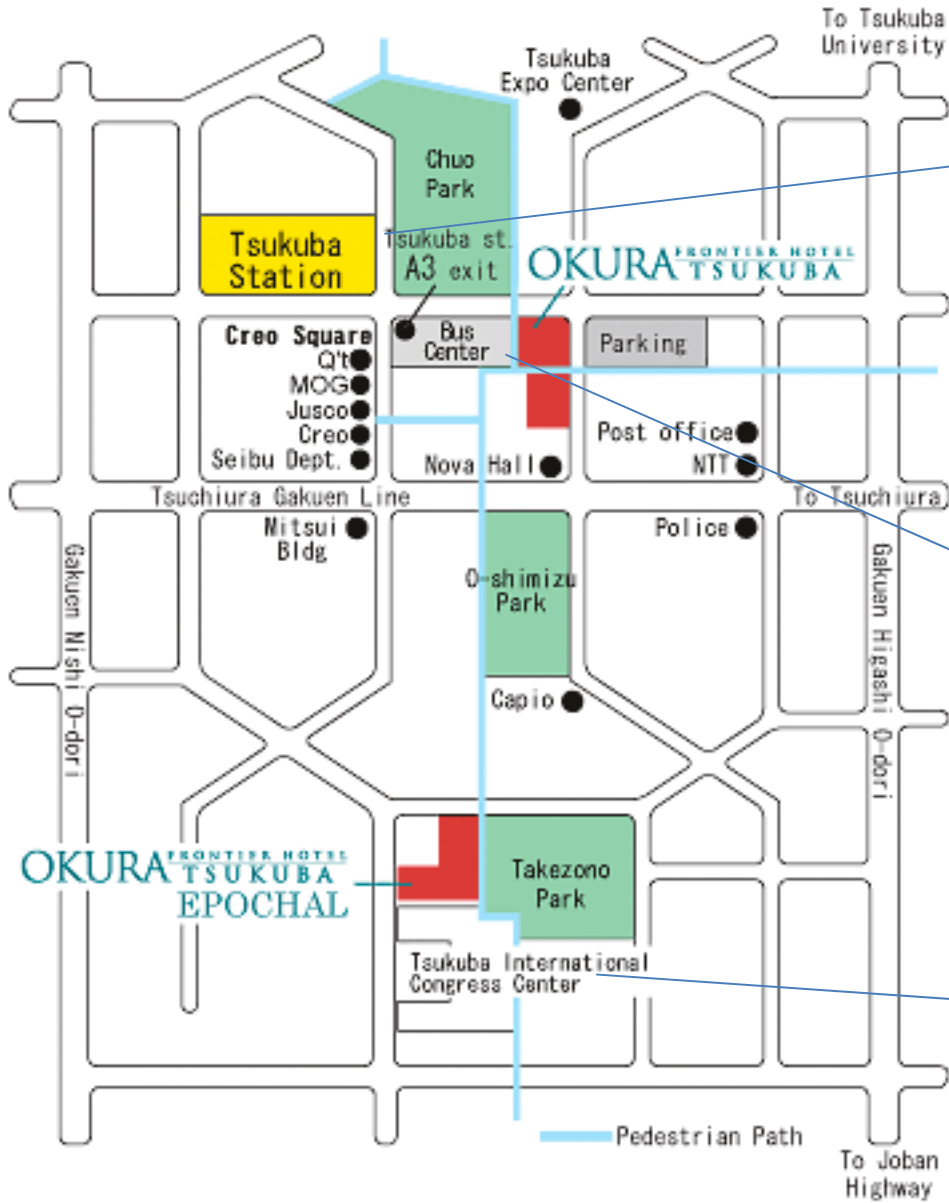 To Tsukuba
University
Tsukuba
Expo Center
Chuo
Park
Tsukuba
Station
Tsukuba st.
A3 exit
OKURA FRONTIER HOTEL
TSUKUBA
Creo Square
Q't
MOG
Jusco
Creo
Seibu Dept.
Bus
Center
Parking
Post office
NTT
Nova Hall
Tsuchiura Gakuen Line
To Tsuchiura
Mitsui
Bldg
Police
O-shimizu
Park
Gakuen Nishi O-dori
Gakuen Higashi O-dori
Capio
OKURA FRONTIER HOTEL
TSUKUBA
EPOCHAL
Takezono
Park
Tsukuba International
Congress Center
Pedestrian Path
To Joban
Highway